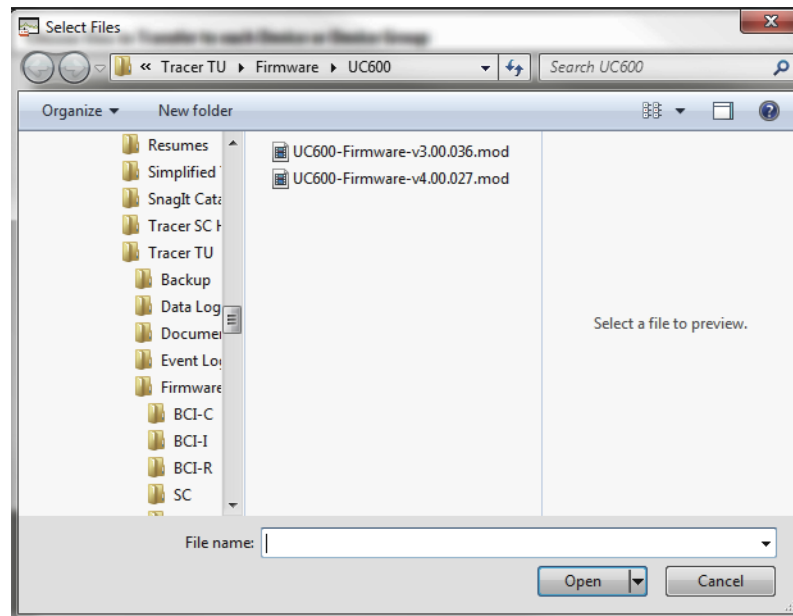 Select Files
« Tracer TU ▸ Firmware ▸ UC600
Search UC600
Organize
New folder
Resumes
Simplified
SnagIt Cata
Tracer SC H
Tracer TU
Backup
Data Log
Documen
Event Log
Firmware
BCI-C
BCI-I
BCI-R
SC
UC600-Firmware-v3.00.036.mod
UC600-Firmware-v4.00.027.mod
Select a file to preview.
File name:
Open
Cancel